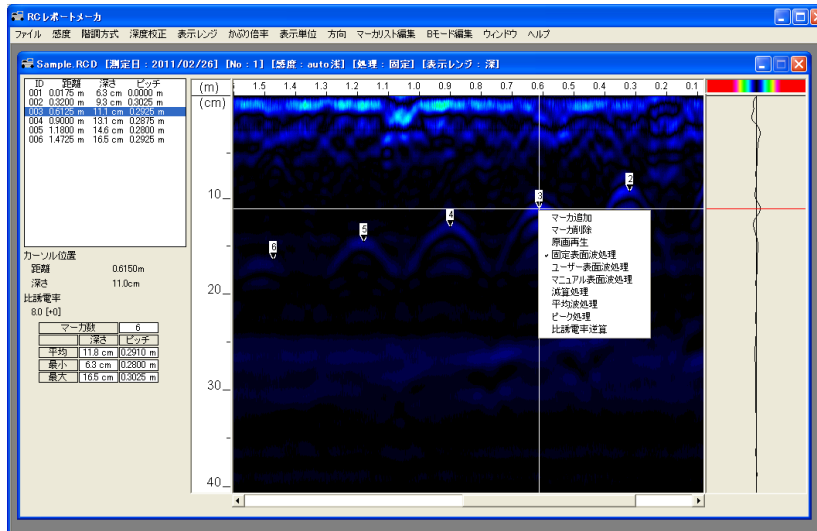 RCレポートメーカ
ファイル 感度 階調方式 深度校正 表示レンジ かぶり倍率 表示単位 方向 マーカリスト編集 Bモード編集 ウィンドウ ヘルプ
Sample.RCD [測定日:2011/02/26] [No:1] [感度:auto浅] [処理:固定] [表示レンジ:深]
ID 距離 深さ ピッチ
001 0.0175 m 6.3 cm 0.0000 m
002 0.3200 m 9.3 cm 0.3025 m
003 0.6125 m 11.1 cm 0.2925 m
004 0.9000 m 13.1 cm 0.2875 m
005 1.1800 m 14.6 cm 0.2800 m
006 1.4725 m 16.5 cm 0.2925 m
カーソル位置
距離 0.6150m
深さ 11.0cm
比誘電率
8.0 [+0]
マーカ数 6
深さ ピッチ
平均 11.8 cm 0.2910 m
最小 6.3 cm 0.2800 m
最大 16.5 cm 0.3025 m
(m) 1.5 1.4 1.3 1.2 1.1 1.0 0.9 0.8 0.7 0.6 0.5 0.4 0.3 0.2 0.1
(cm)
10
20
30
40
2
3
4
5
6
マーカ追加
マーカ削除
原画再生
✓ 固定表面波処理
ユーザー表面波処理
マニュアル表面波処理
減算処理
平均波処理
ピーク処理
比誘電率逆算